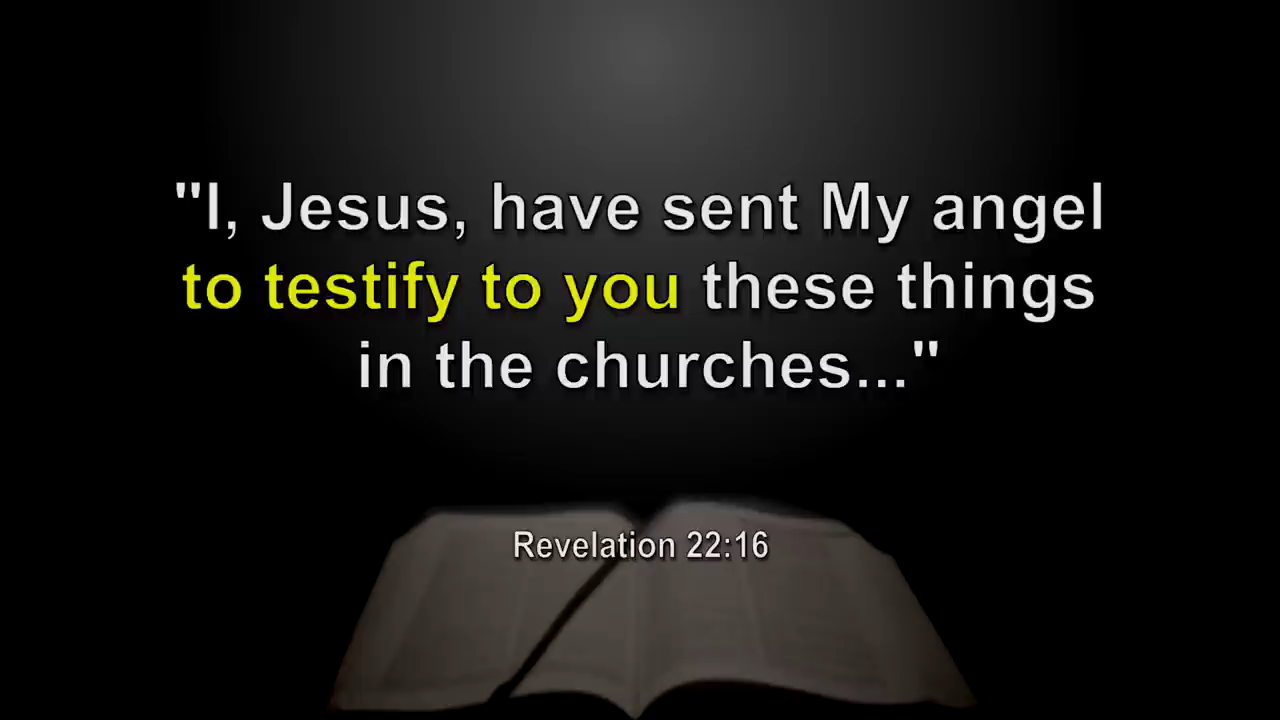 "I, Jesus, have sent My angel
to testify to you these things
in the churches..."
Revelation 22:16